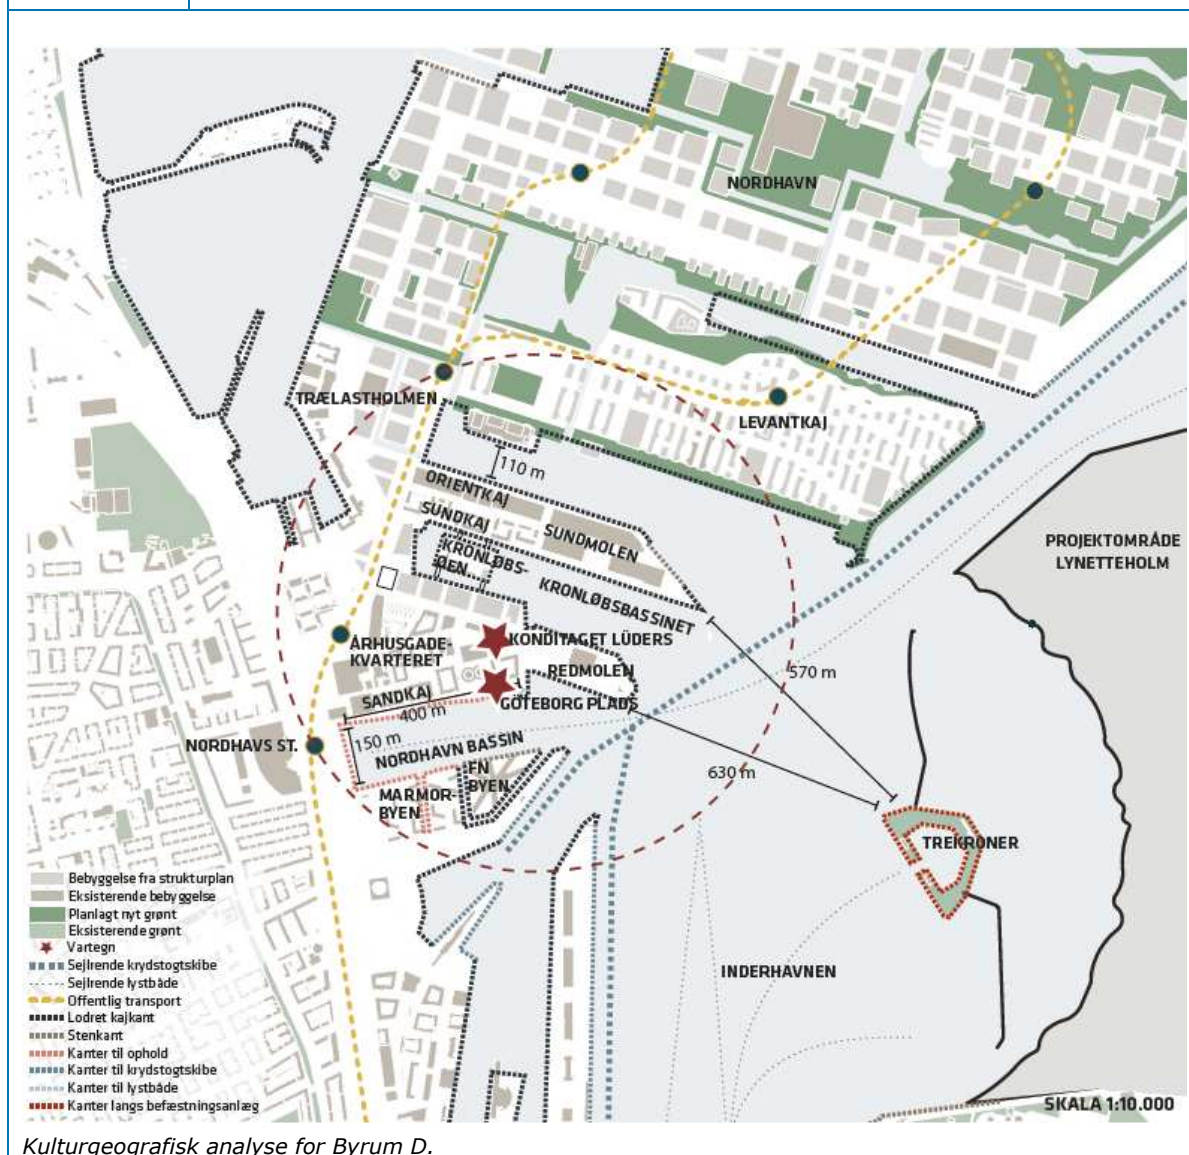 NORDHAVN
TRÆLASTHOLMEN
LEVANTKAJ
110 m
ORIENTKAJ
SUNDKAJ
SUNDMOLEN
KRONLØBS-
ØEN
KRONLØBSBASSINET
PROJEKTOMRÅDE
LYNETTEHOLM
ÅRHUSGADE-
KVARTERET
KONDITAGET LÜDERS
REDMOLEN
570 m
SANDKAJ
GÖTEBORG PLADS
400 m
NORDHAVS ST.
150 m
NORDHAVN BASSIN
630 m
FN
BYEN
MARMOR-
BYEN
TREKRONER
INDERHAVNEN
Bebyggelse fra strukturplan
Eksisterende bebyggelse
Planlagt nyt grønt
Eksisterende grønt
Vartegn
Sejlrende krydstogtskibe
Sejlrende lystbåde
Offentlig transport
Lodret kajkant
Stenkant
Kanter til ophold
Kanter til krydstogtskibe
Kanter til lystbåde
Kanter langs befæstningsanlæg
SKALA 1:10.000
Kulturgeografisk analyse for Byrum D.